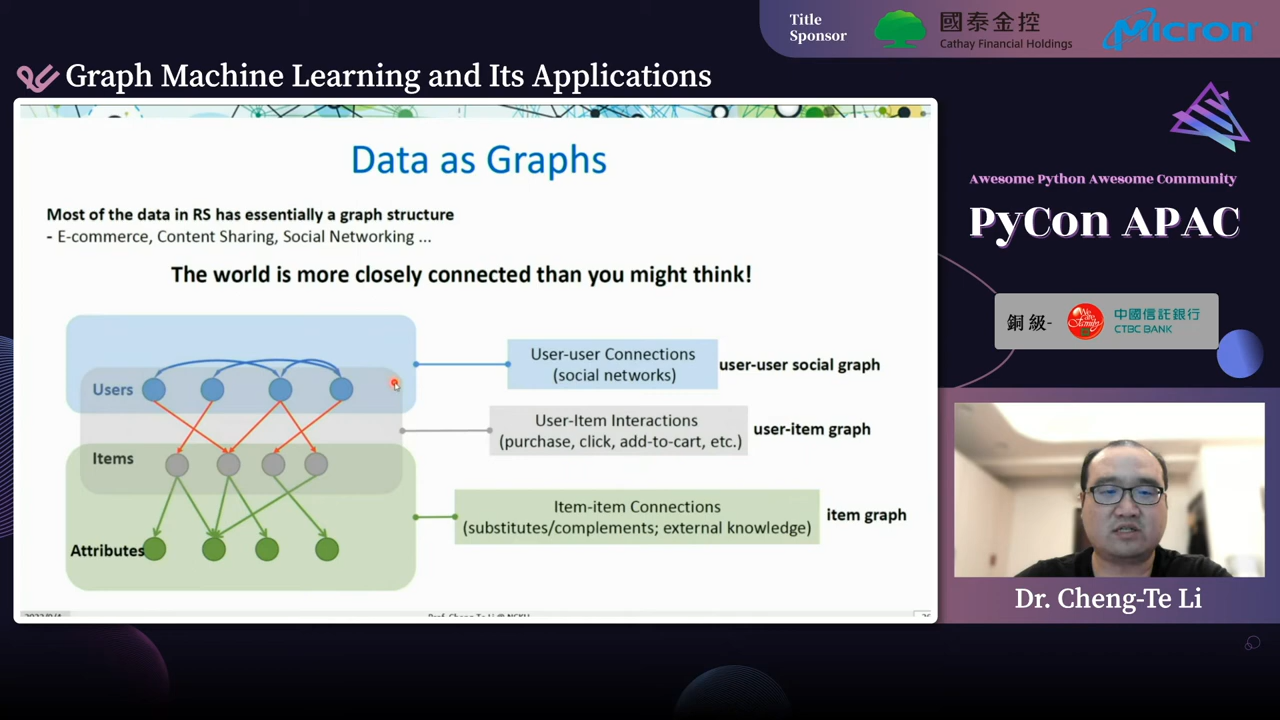 Title
Sponsor
國泰金控
Cathay Financial Holdings
Micron
Graph Machine Learning and Its Applications
Data as Graphs
Most of the data in RS has essentially a graph structure
- E-commerce, Content Sharing, Social Networking ...
The world is more closely connected than you might think!
Users
Items
Attributes
User-user Connections
(social networks)
user-user social graph
User-Item Interactions
(purchase, click, add-to-cart, etc.)
user-item graph
Item-item Connections
(substitutes/complements; external knowledge)
item graph
Awesome Python Awesome Community
PyCon APAC
銅級-
We are Family
中國信託銀行
CTBC BANK
Dr. Cheng-Te Li